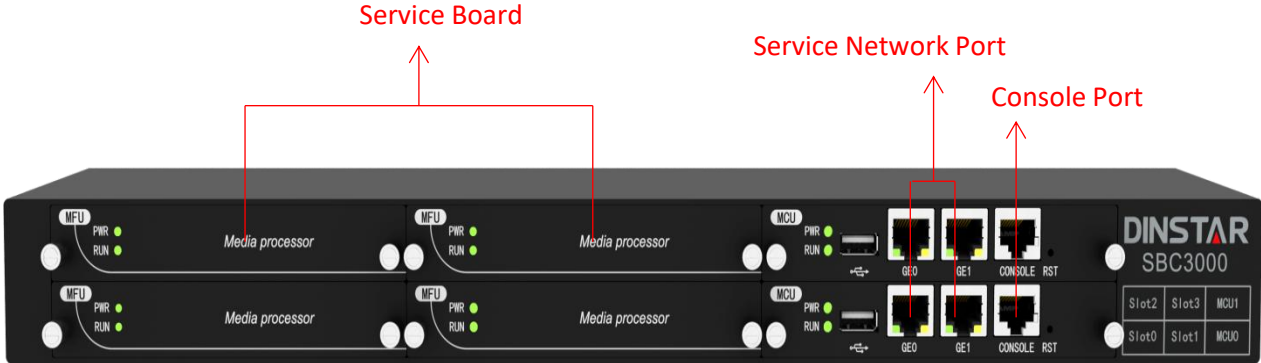 Service Board
Service Network Port
Console Port
MFU
PWR
RUN
Media processor
MFU
PWR
RUN
Media processor
MCU
PWR
RUN
GE0
GE1
CONSOLE
RST
DINSTAR
SBC3000
MFU
PWR
RUN
Media processor
MFU
PWR
RUN
Media processor
MCU
PWR
RUN
GE0
GE1
CONSOLE
RST
Slot2 Slot3 MCU1
Slot0 Slot1 MCU0